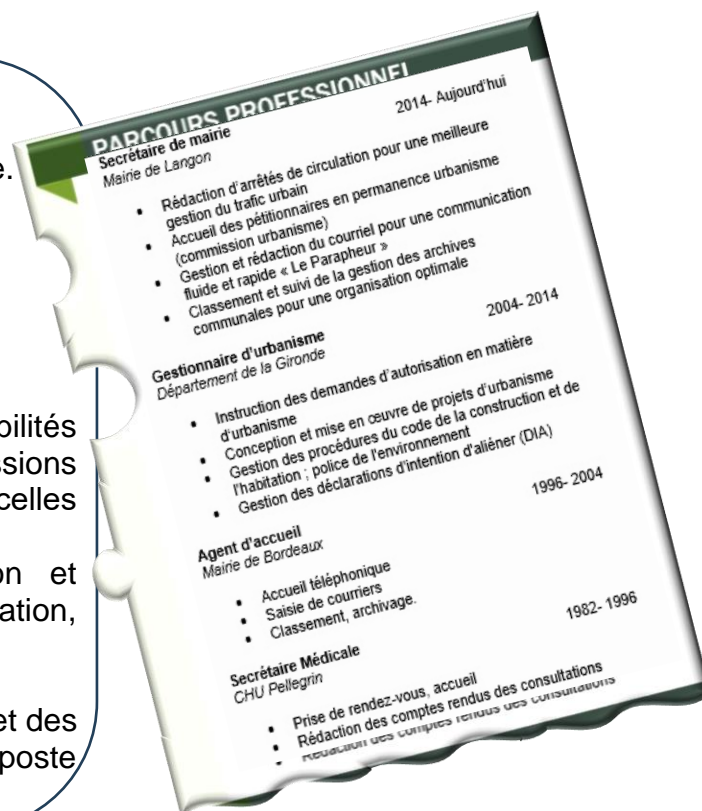 e.
bilités
ssions
celles
on et
ation,
et des
poste
PARCOURS PROFESSIONNEL
Secrétaire de mairie 2014- Aujourd'hui
Mairie de Langon
• Rédaction d'arrêtés de circulation pour une meilleure
gestion du trafic urbain
• Accueil des pétitionnaires en permanence urbanisme
(commission urbanisme)
• Gestion et rédaction du courriel pour une communication
fluide et rapide « Le Parapheur »
• Classement et suivi de la gestion des archives
communales pour une organisation optimale
Gestionnaire d'urbanisme 2004- 2014
Département de la Gironde
• Instruction des demandes d'autorisation en matière
d'urbanisme
• Conception et mise en œuvre de projets d'urbanisme
• Gestion des procédures du code de la construction et de
l'habitation ; police de l'environnement
• Gestion des déclarations d'intention d'aliéner (DIA)
Agent d'accueil 1996- 2004
Mairie de Bordeaux
• Accueil téléphonique
• Saisie de courriers
• Classement, archivage.
Secrétaire Médicale 1982- 1996
CHU Pellegrin
• Prise de rendez-vous, accueil
• Rédaction des comptes rendus des consultations
• Rédaction des comptes rendus des consultations